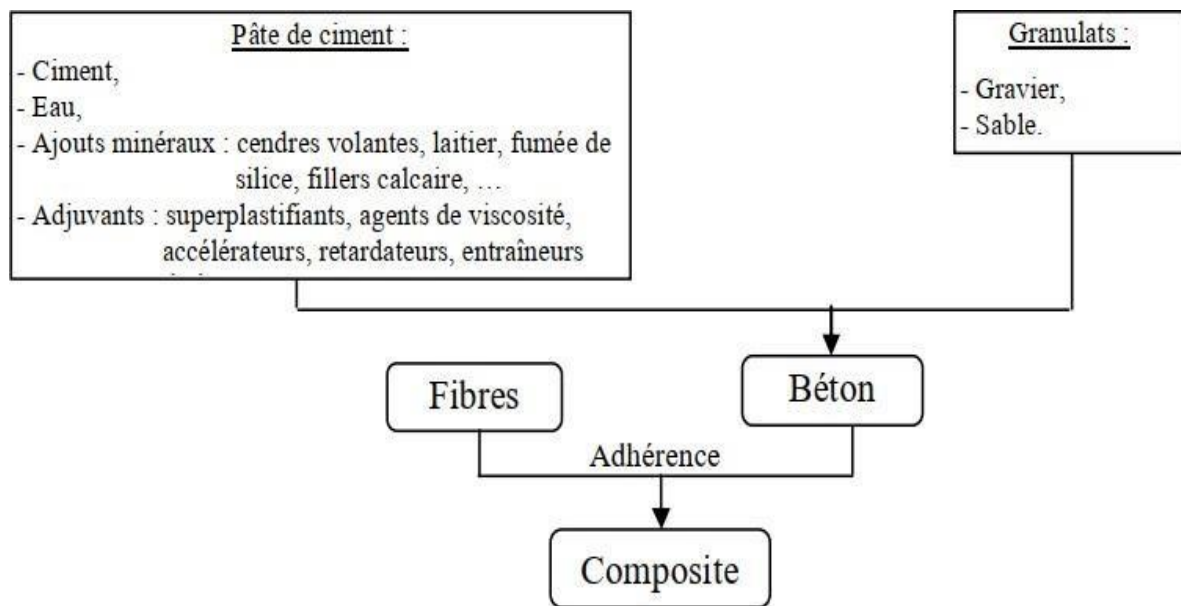 Pâte de ciment :
- Ciment,
- Eau,
- Ajouts minéraux : cendres volantes, laitier, fumée de
silice, fillers calcaire, …
- Adjuvants : superplastifiants, agents de viscosité,
accélérateurs, retardateurs, entraîneurs
Granulats :
- Gravier,
- Sable.
Fibres
Béton
Adhérence
Composite